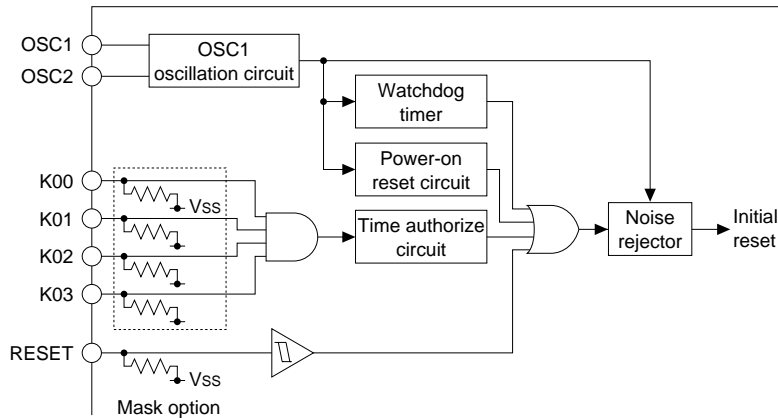 OSC1
OSC2
OSC1
oscillation circuit
Watchdog
timer
Power-on
reset circuit
Time authorize
circuit
Noise
rejector
Initial
reset
K00
VSS
K01
K02
K03
RESET
VSS
Mask option